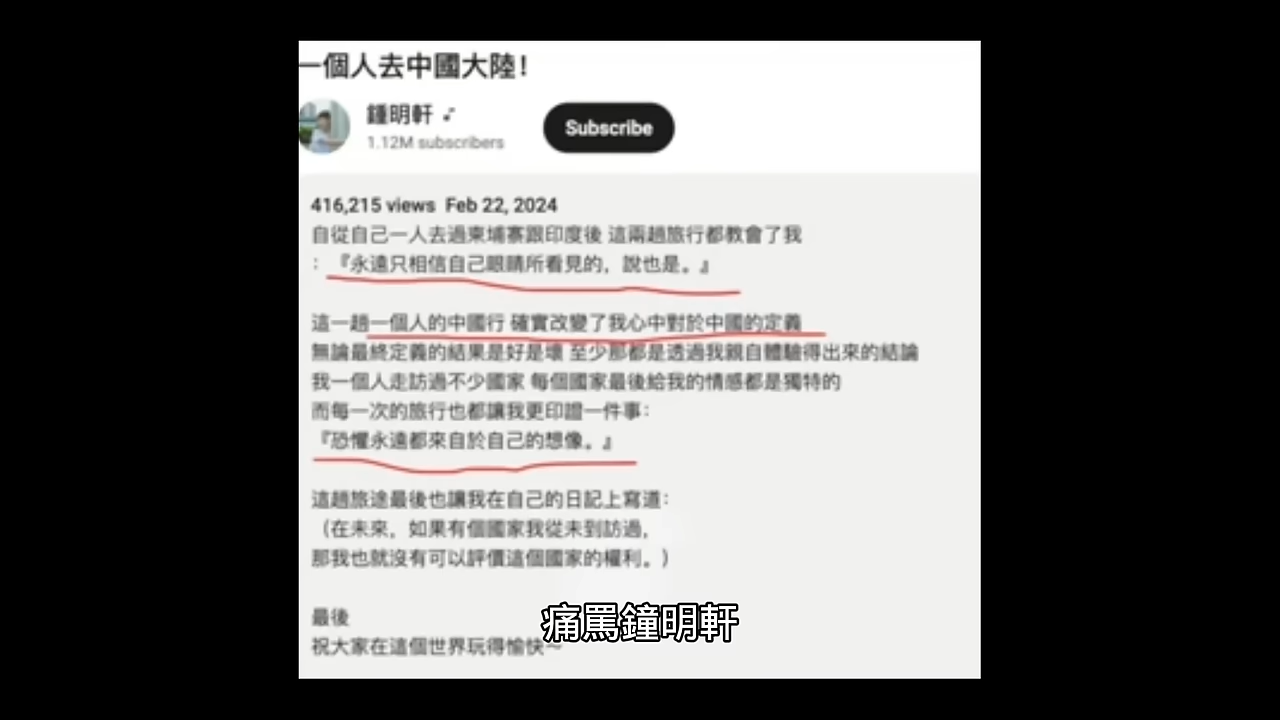 一個人去中國大陸!
鍾明軒 ♪
1.12M subscribers
Subscribe
416,215 views Feb 22, 2024
自從自己一人去過柬埔寨跟印度後 這兩趟旅行都教會了我
：『永遠只相信自己眼睛所看見的，說也是。』
這一趟一個人的中國行 確實改變了我心中對於中國的定義
無論最終定義的結果是好是壞 至少那都是透過我親自體驗得出來的結論
我一個人走訪過不少國家 每個國家最後給我的情感都是獨特的
而每一次的旅行也都讓我更印證一件事：
『恐懼永遠都來自於自己的想像。』
這趟旅途最後也讓我在自己的日記上寫道：
（在未來，如果有個國家我從未到訪過，
那我也就沒有可以評價這個國家的權利。）
最後
祝大家在這個世界玩得愉快～
痛罵鐘明軒